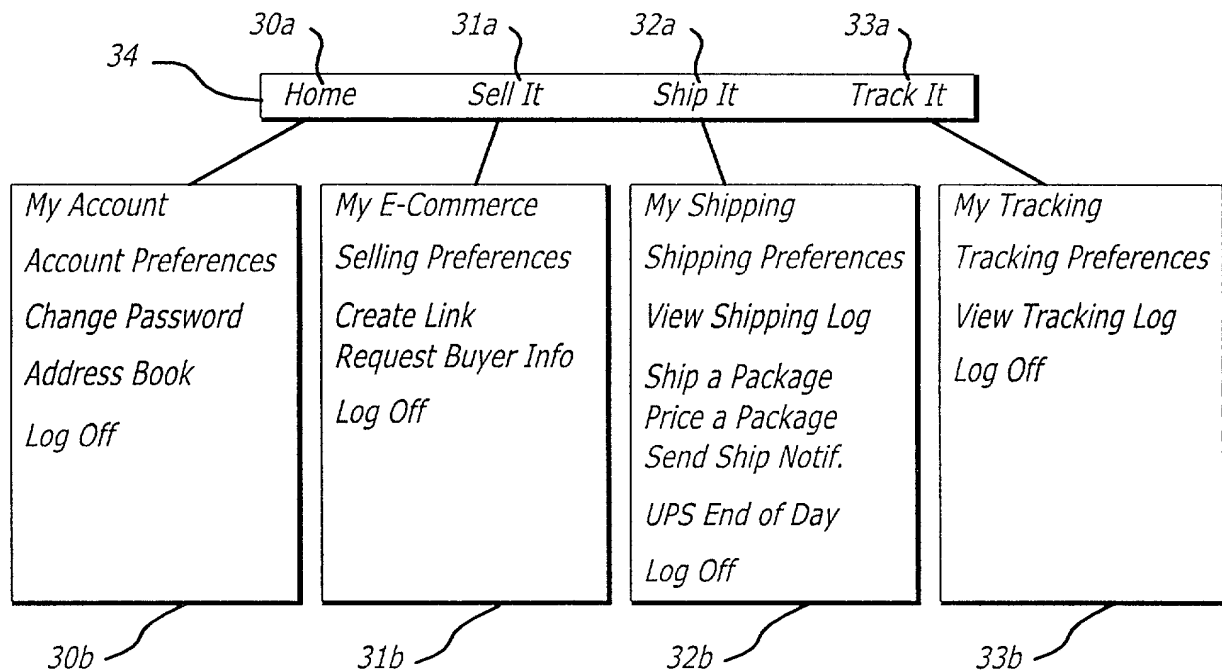 30a 31a 32a 33a
34
Home Sell It Ship It Track It
My Account
Account Preferences
Change Password
Address Book
Log Off
My E-Commerce
Selling Preferences
Create Link
Request Buyer Info
Log Off
My Shipping
Shipping Preferences
View Shipping Log
Ship a Package
Price a Package
Send Ship Notif.
UPS End of Day
Log Off
My Tracking
Tracking Preferences
View Tracking Log
Log Off
30b 31b 32b 33b